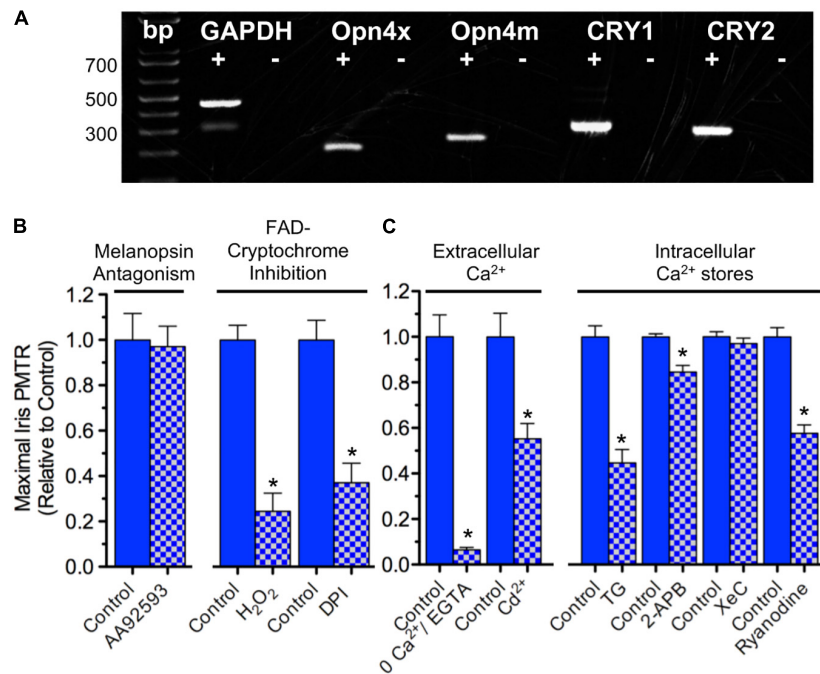 A
bp GAPDH Opn4x Opn4m CRY1 CRY2
+ - + - + - + - + -
700
500
300
B
Melanopsin
Antagonism
FAD-
Cryptochrome
Inhibition
C
Extracellular
Ca²⁺
Intracellular
Ca²⁺ stores
Maximal Iris PMTR
(Relative to Control)
1.2
1.0
0.8
0.6
0.4
0.2
0.0
* *
Control AA92593 Control H₂O₂ Control DPI
1.2
1.0
0.8
0.6
0.4
0.2
0.0
* * * * *
Control 0 Ca²⁺/ EGTA Control Cd²⁺ Control TG Control 2-APB Control XeC Control Ryanodine